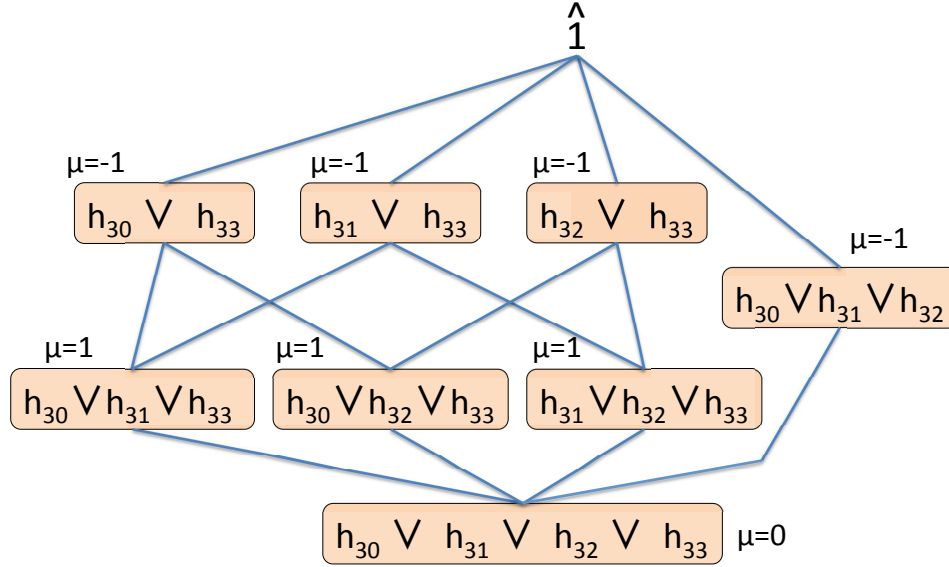 1̂
μ=-1 μ=-1 μ=-1
h₃₀ ∨ h₃₃ h₃₁ ∨ h₃₃ h₃₂ ∨ h₃₃
μ=-1
h₃₀ ∨ h₃₁ ∨ h₃₂
μ=1 μ=1 μ=1
h₃₀ ∨ h₃₁ ∨ h₃₃ h₃₀ ∨ h₃₂ ∨ h₃₃ h₃₁ ∨ h₃₂ ∨ h₃₃
h₃₀ ∨ h₃₁ ∨ h₃₂ ∨ h₃₃ μ=0